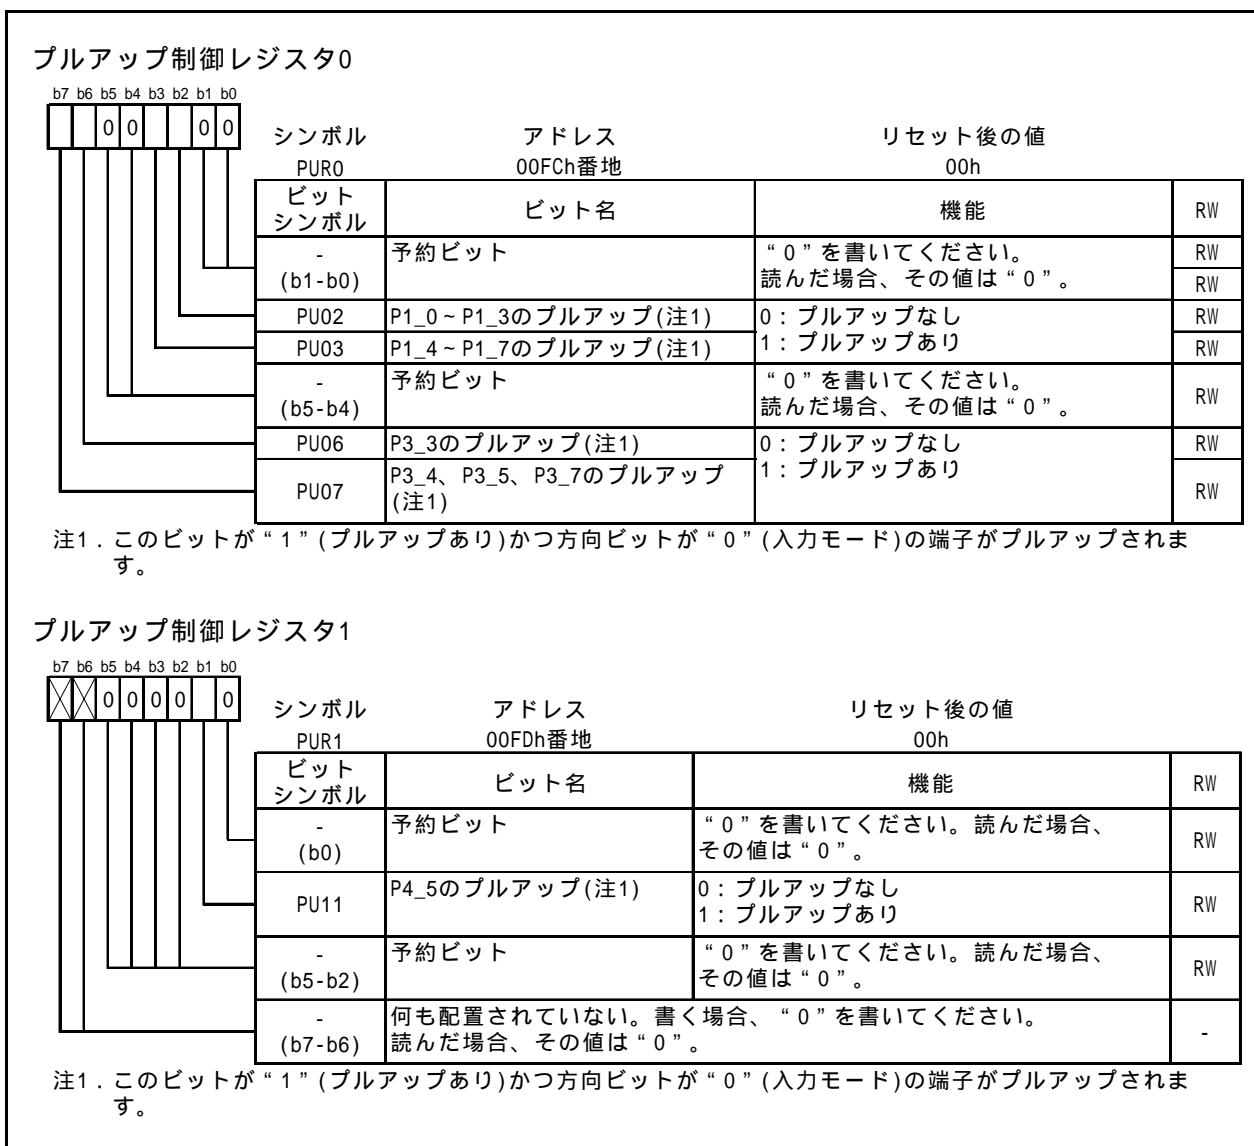 プルアップ制御レジスタ0
b7 b6 b5 b4 b3 b2 b1 b0
0 0 0 0
シンボル アドレス リセット後の値
PUR0 00FCh番地 00h
ビット
シンボル ビット名 機能 RW
-
(b1-b0) 予約ビット “0”を書いてください。
読んだ場合、その値は“0”。 RW
RW
PU02 P1_0~P1_3のプルアップ(注1) 0:プルアップなし
1:プルアップあり RW
PU03 P1_4~P1_7のプルアップ(注1) RW
-
(b5-b4) 予約ビット “0”を書いてください。
読んだ場合、その値は“0”。 RW
PU06 P3_3のプルアップ(注1) 0:プルアップなし
1:プルアップあり RW
PU07 P3_4、P3_5、P3_7のプルアップ
(注1) RW
注1.このビットが“1”(プルアップあり)かつ方向ビットが“0”(入力モード)の端子がプルアップされま
す。
プルアップ制御レジスタ1
b7 b6 b5 b4 b3 b2 b1 b0
0 0 0 0 0
シンボル アドレス リセット後の値
PUR1 00FDh番地 00h
ビット
シンボル ビット名 機能 RW
-
(b0) 予約ビット “0”を書いてください。読んだ場合、
その値は“0”。 RW
PU11 P4_5のプルアップ(注1) 0:プルアップなし
1:プルアップあり RW
-
(b5-b2) 予約ビット “0”を書いてください。読んだ場合、
その値は“0”。 RW
-
(b7-b6) 何も配置されていない。書く場合、“0”を書いてください。
読んだ場合、その値は“0”。 -
注1.このビットが“1”(プルアップあり)かつ方向ビットが“0”(入力モード)の端子がプルアップされま
す。